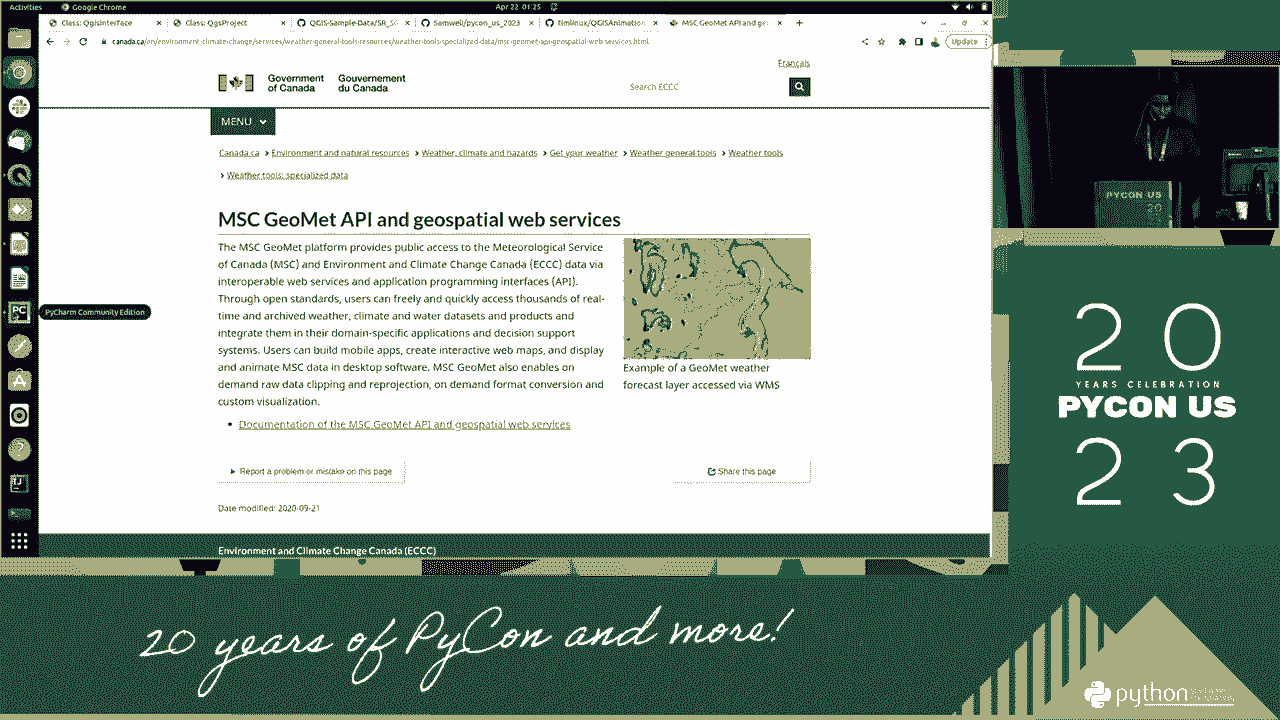 Activities
Google Chrome
Apr 22 01:25
Class: QgisInterface
Class: QgsProject
QGIS-Sample-Data/SR_5
Samwell/pycon_us_2023
timlinux/QGISAnimation
MSC GeoMet API and ge
canada.ca/en/environment-climate-change/services/weather-general-tools-resources/weather-tools-specialized-data/msc-geomet-api-geospatial-web-services.html
Update
Français
Government of Canada
Gouvernement du Canada
Search ECCC
MENU
Canada.ca
Environment and natural resources
Weather, climate and hazards
Get your weather
Weather general tools
Weather tools
Weather tools: specialized data
MSC GeoMet API and geospatial web services
The MSC GeoMet platform provides public access to the Meteorological Service
of Canada (MSC) and Environment and Climate Change Canada (ECCC) data via
interoperable web services and application programming interfaces (API).
Through open standards, users can freely and quickly access thousands of real-
time and archived weather, climate and water datasets and products and
integrate them in their domain-specific applications and decision support
systems. Users can build mobile apps, create interactive web maps, and display
and animate MSC data in desktop software. MSC GeoMet also enables on
demand raw data clipping and reprojection, on demand format conversion and
custom visualization.
Example of a GeoMet weather
forecast layer accessed via WMS
Documentation of the MSC GeoMet API and geospatial web services
Report a problem or mistake on this page
Share this page
Date modified: 2020-09-21
Environment and Climate Change Canada (ECCC)
PC
PyCharm Community Edition
IJ
PYCON US
20
20
YEARS CELEBRATION
PYCON US
23
20 years of PyCon and more!
python